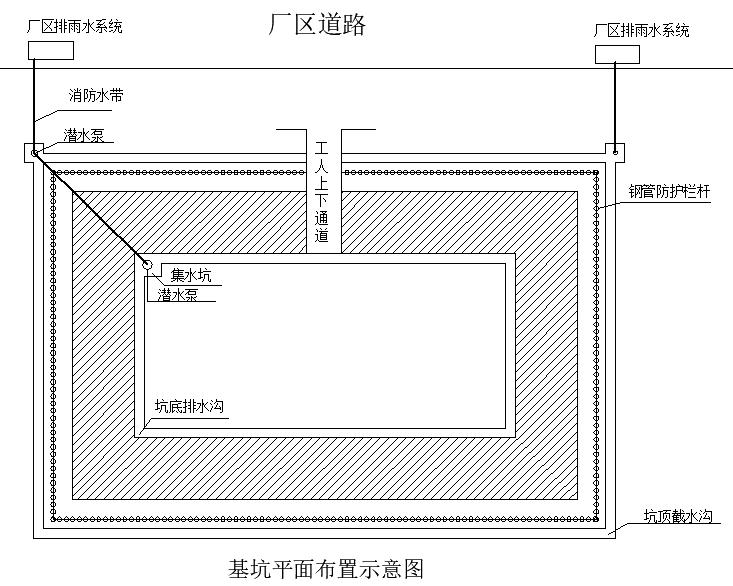 厂区道路
厂区排雨水系统
厂区排雨水系统
消防水带
潜水泵
工人上下通道
钢管防护栏杆
集水坑
潜水泵
坑底排水沟
坑顶截水沟
基坑平面布置示意图